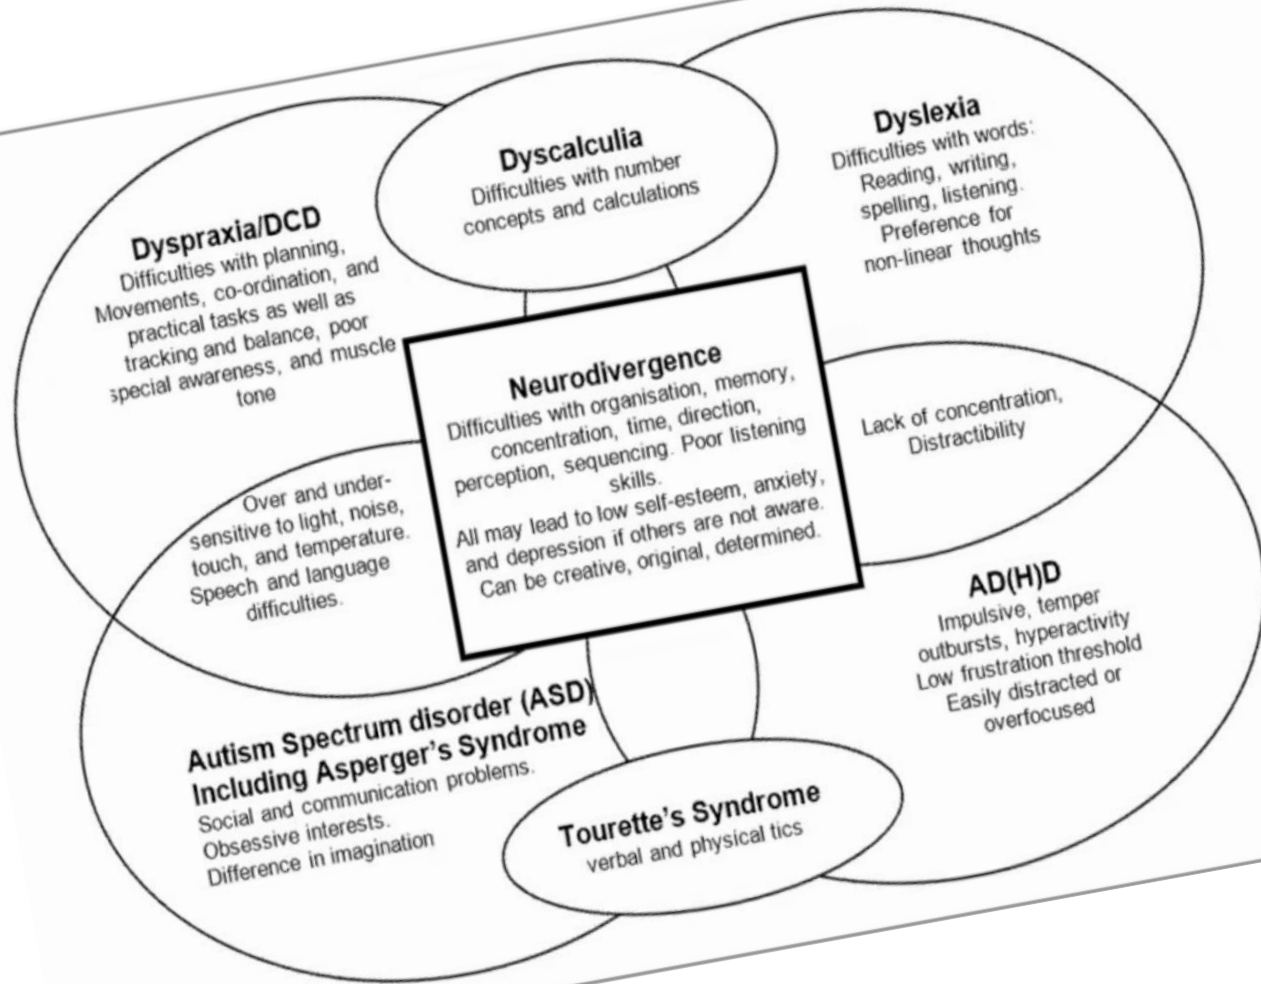 Dyscalculia
Difficulties with number
concepts and calculations
Dyslexia
Difficulties with words:
Reading, writing,
spelling, listening.
Preference for
non-linear thoughts
Dyspraxia/DCD
Difficulties with planning,
Movements, co-ordination, and
practical tasks as well as
tracking and balance, poor
special awareness, and muscle
tone
Neurodivergence
Difficulties with organisation, memory,
concentration, time, direction,
perception, sequencing. Poor listening
skills.
All may lead to low self-esteem, anxiety,
and depression if others are not aware.
Can be creative, original, determined.
Lack of concentration,
Distractibility
Over and under-
sensitive to light, noise,
touch, and temperature.
Speech and language
difficulties.
AD(H)D
Impulsive, temper
outbursts, hyperactivity
Low frustration threshold
Easily distracted or
overfocused
Autism Spectrum disorder (ASD)
Including Asperger's Syndrome
Social and communication problems.
Obsessive interests.
Difference in imagination
Tourette's Syndrome
verbal and physical tics